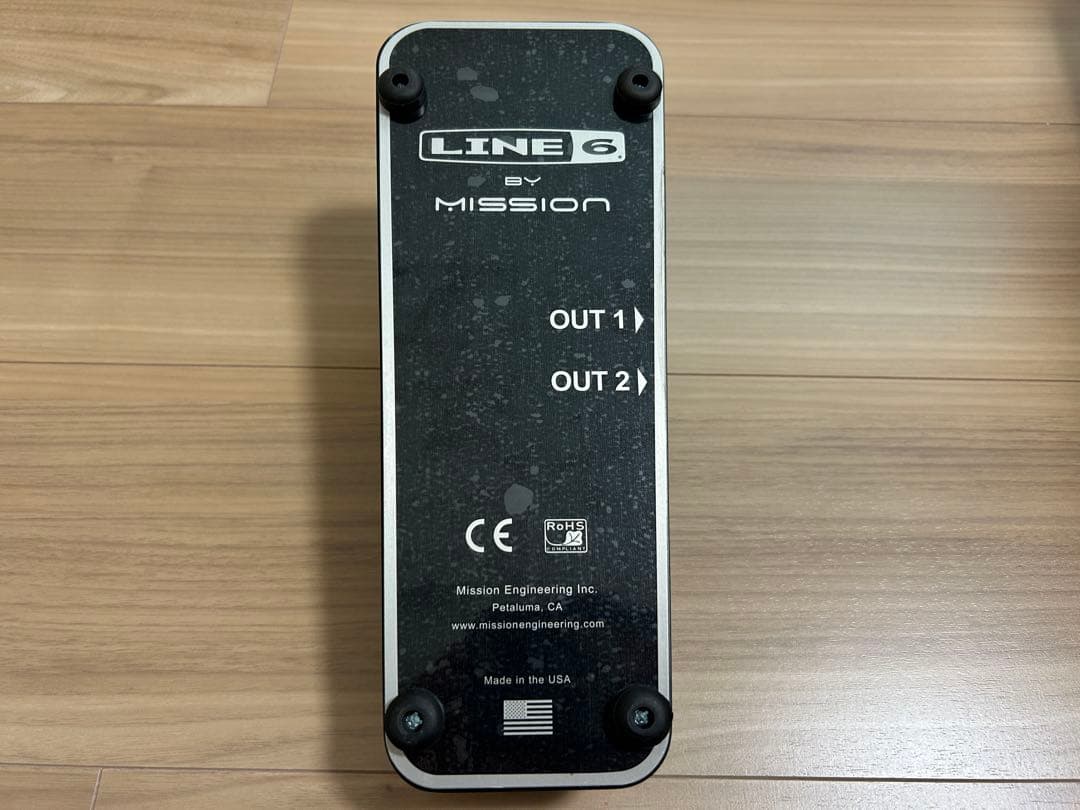 LINE 6
BY
MISSION
OUT 1
OUT 2
CE
RoHS
COMPLIANT
Mission Engineering Inc.
Petaluma, CA
www.missionengineering.com
Made in the USA